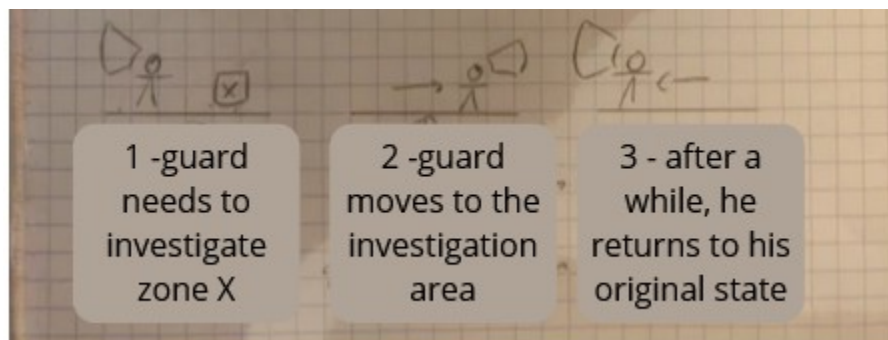 X
1 -guard
needs to
investigate
zone X
2 -guard
moves to the
investigation
area
3 - after a
while, he
returns to his
original state